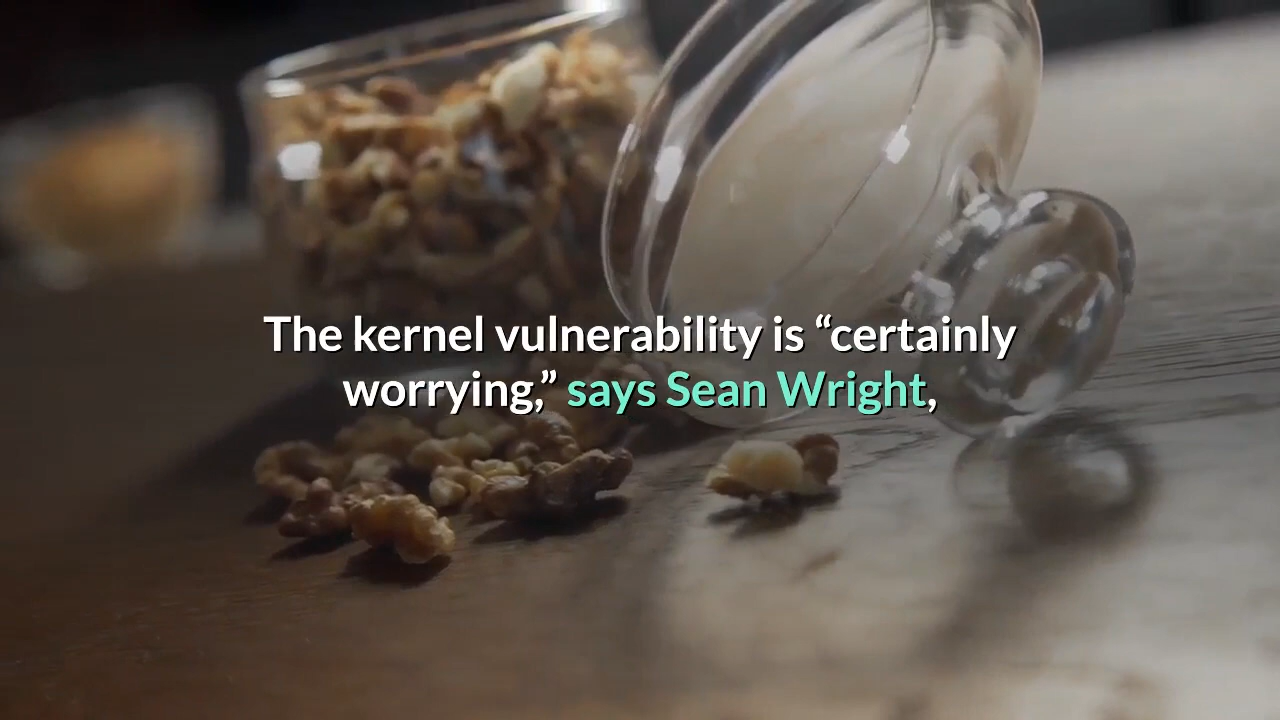 The kernel vulnerability is “certainly
worrying,” says Sean Wright,